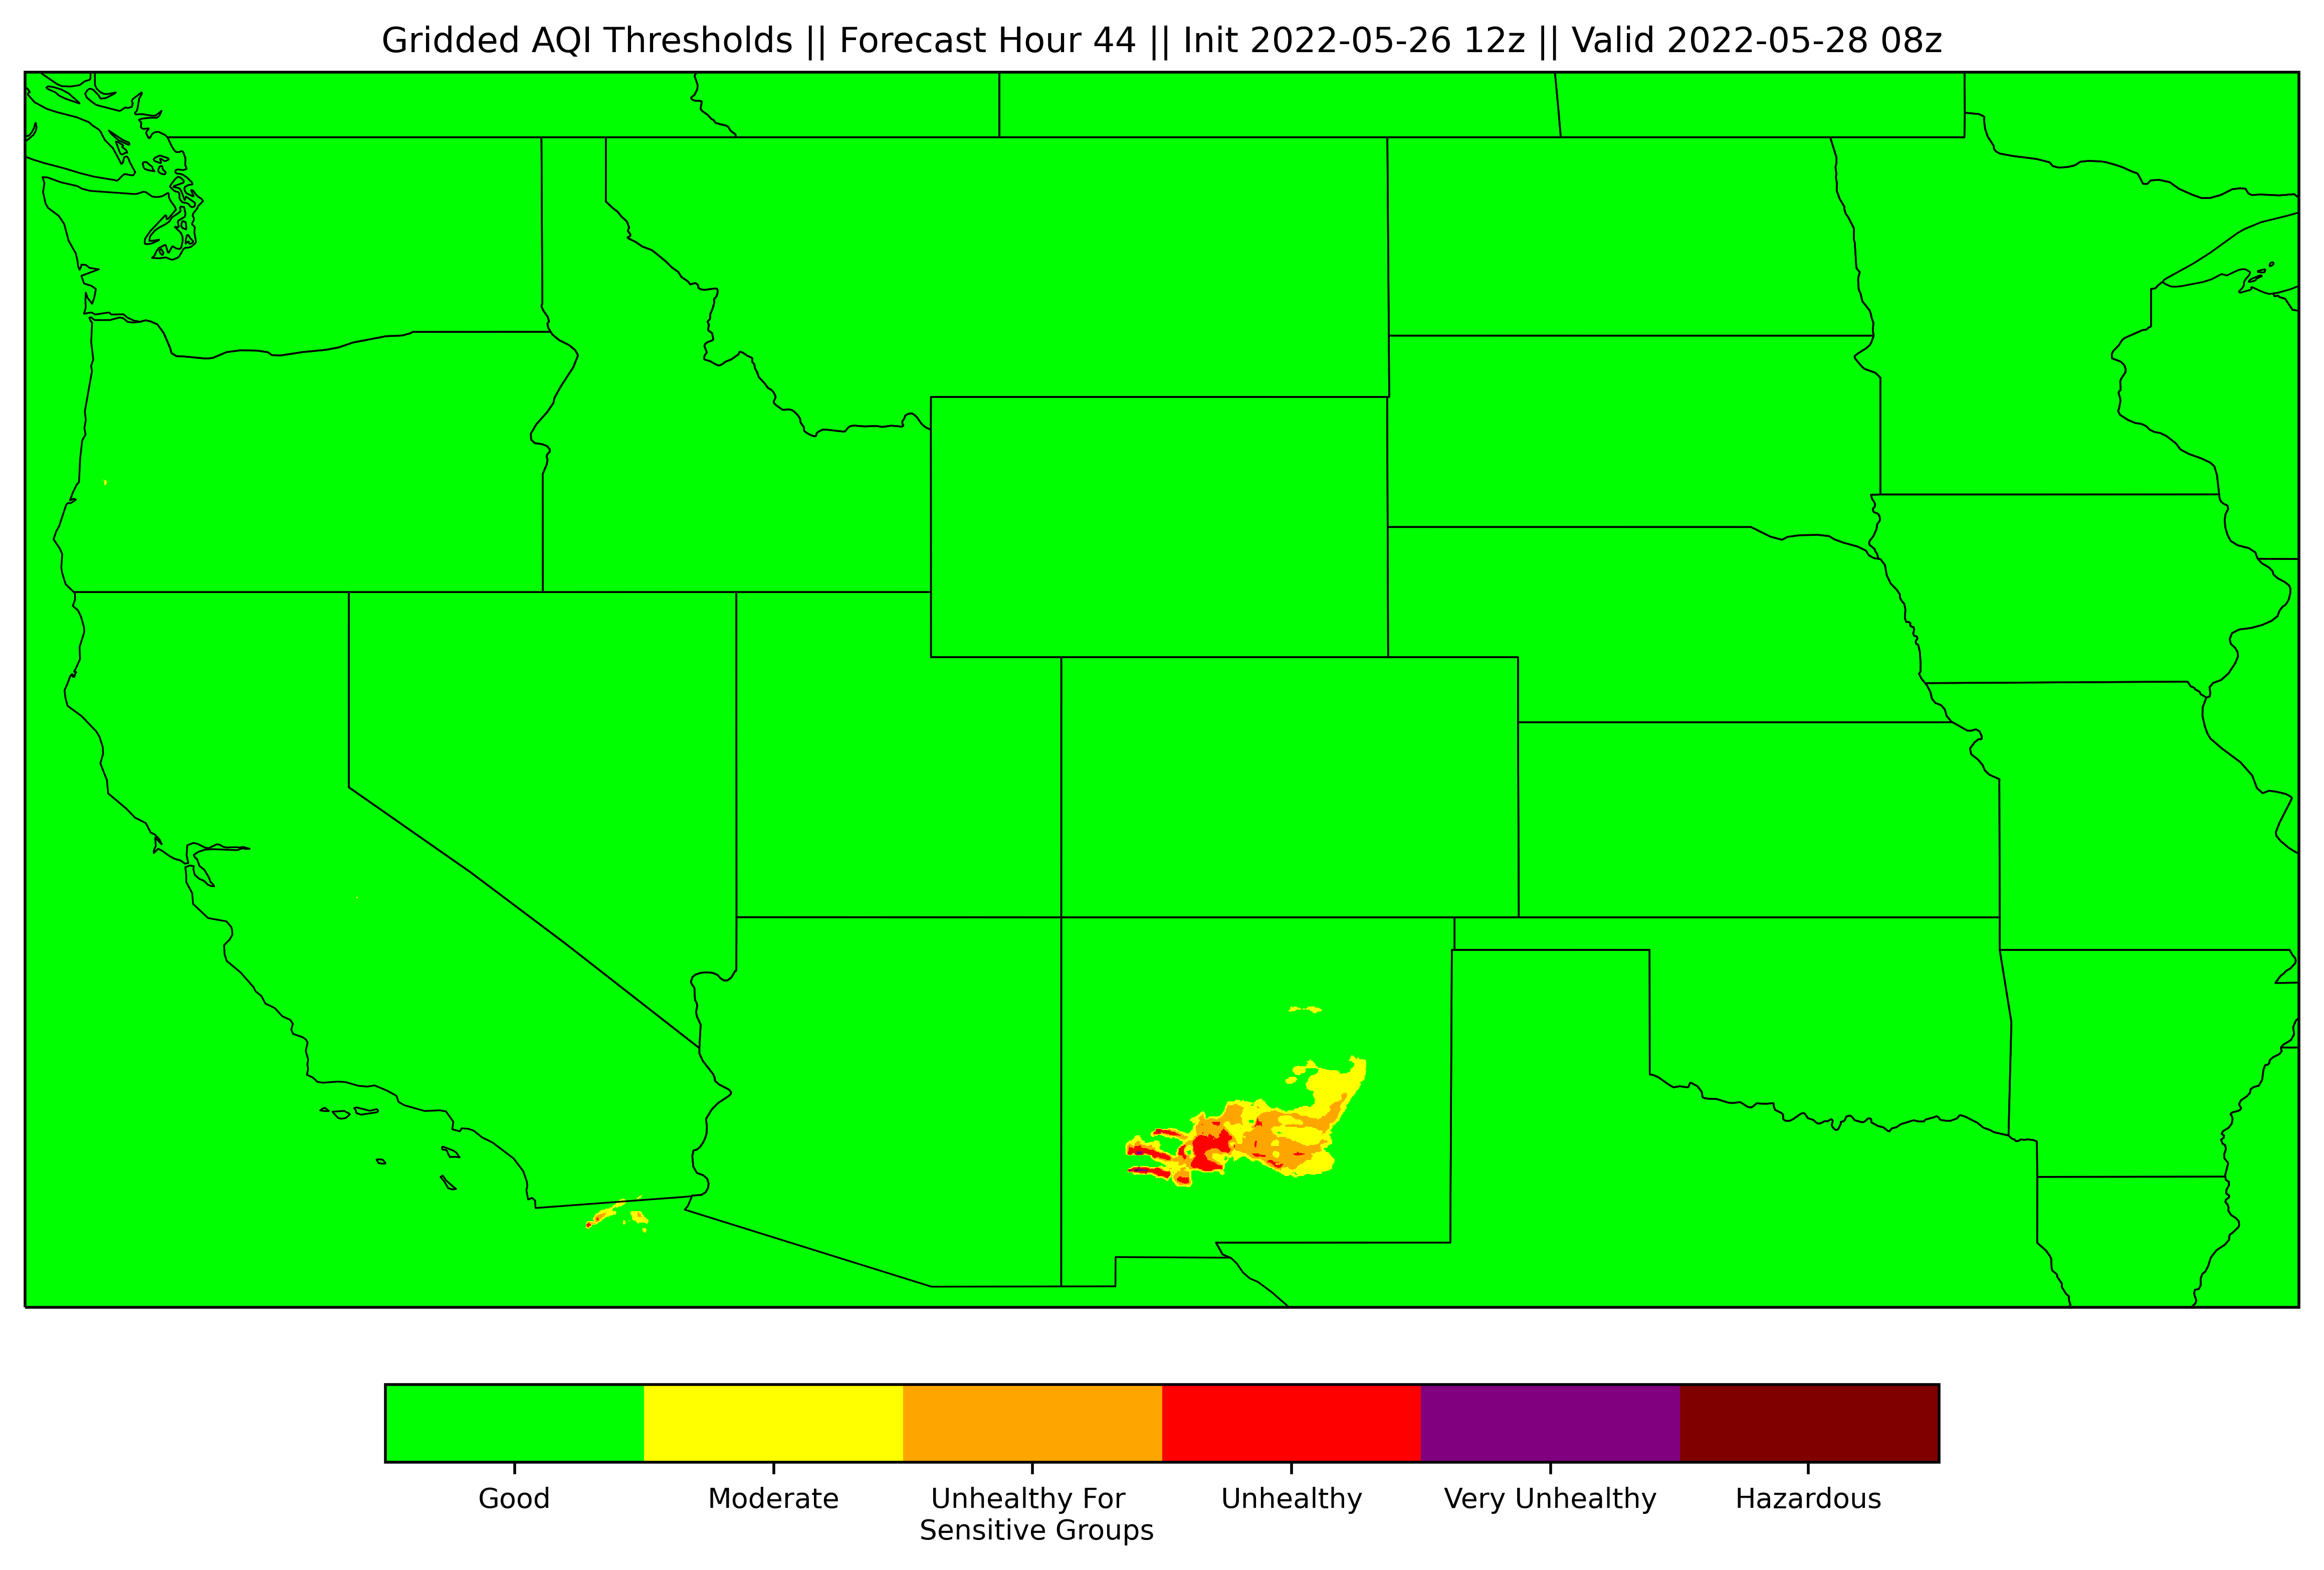 Gridded AQI Thresholds || Forecast Hour 44 || Init 2022-05-26 12z || Valid 2022-05-28 08z
Good
Moderate
Unhealthy For
Sensitive Groups
Unhealthy
Very Unhealthy
Hazardous